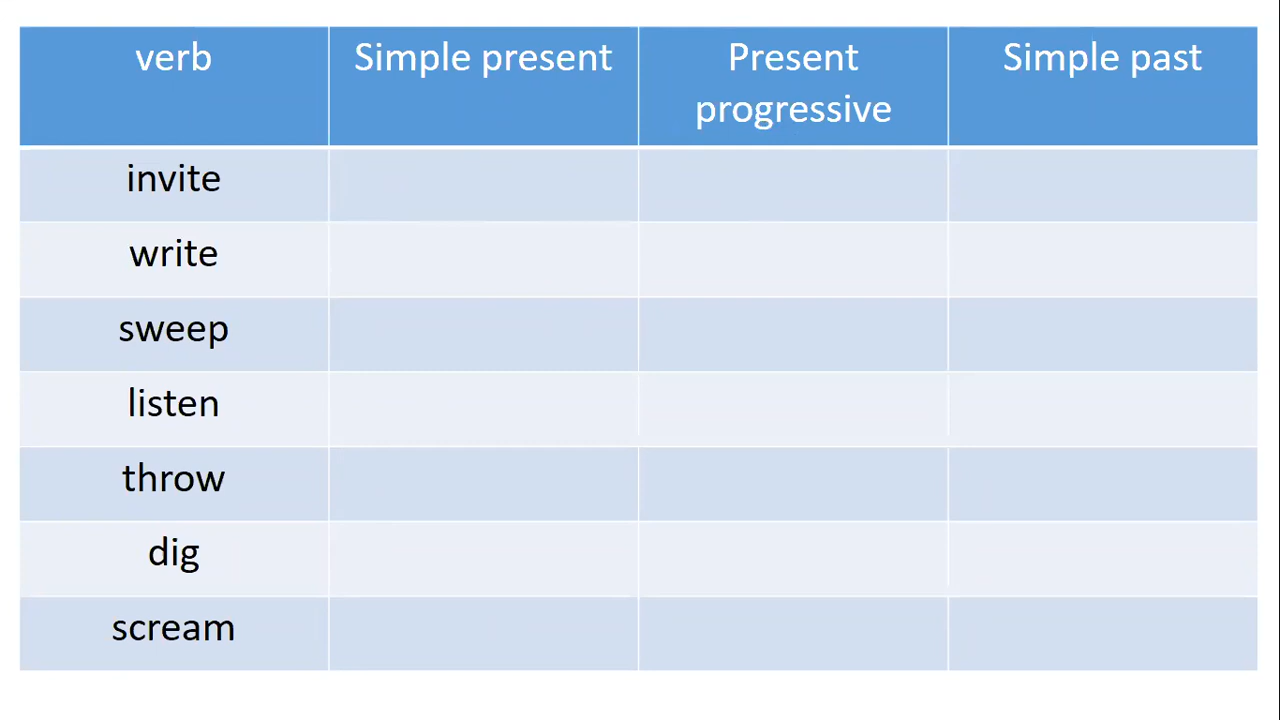 verb Simple present Present Simple past
progressive
invite
write
sweep
listen
throw
dig
scream